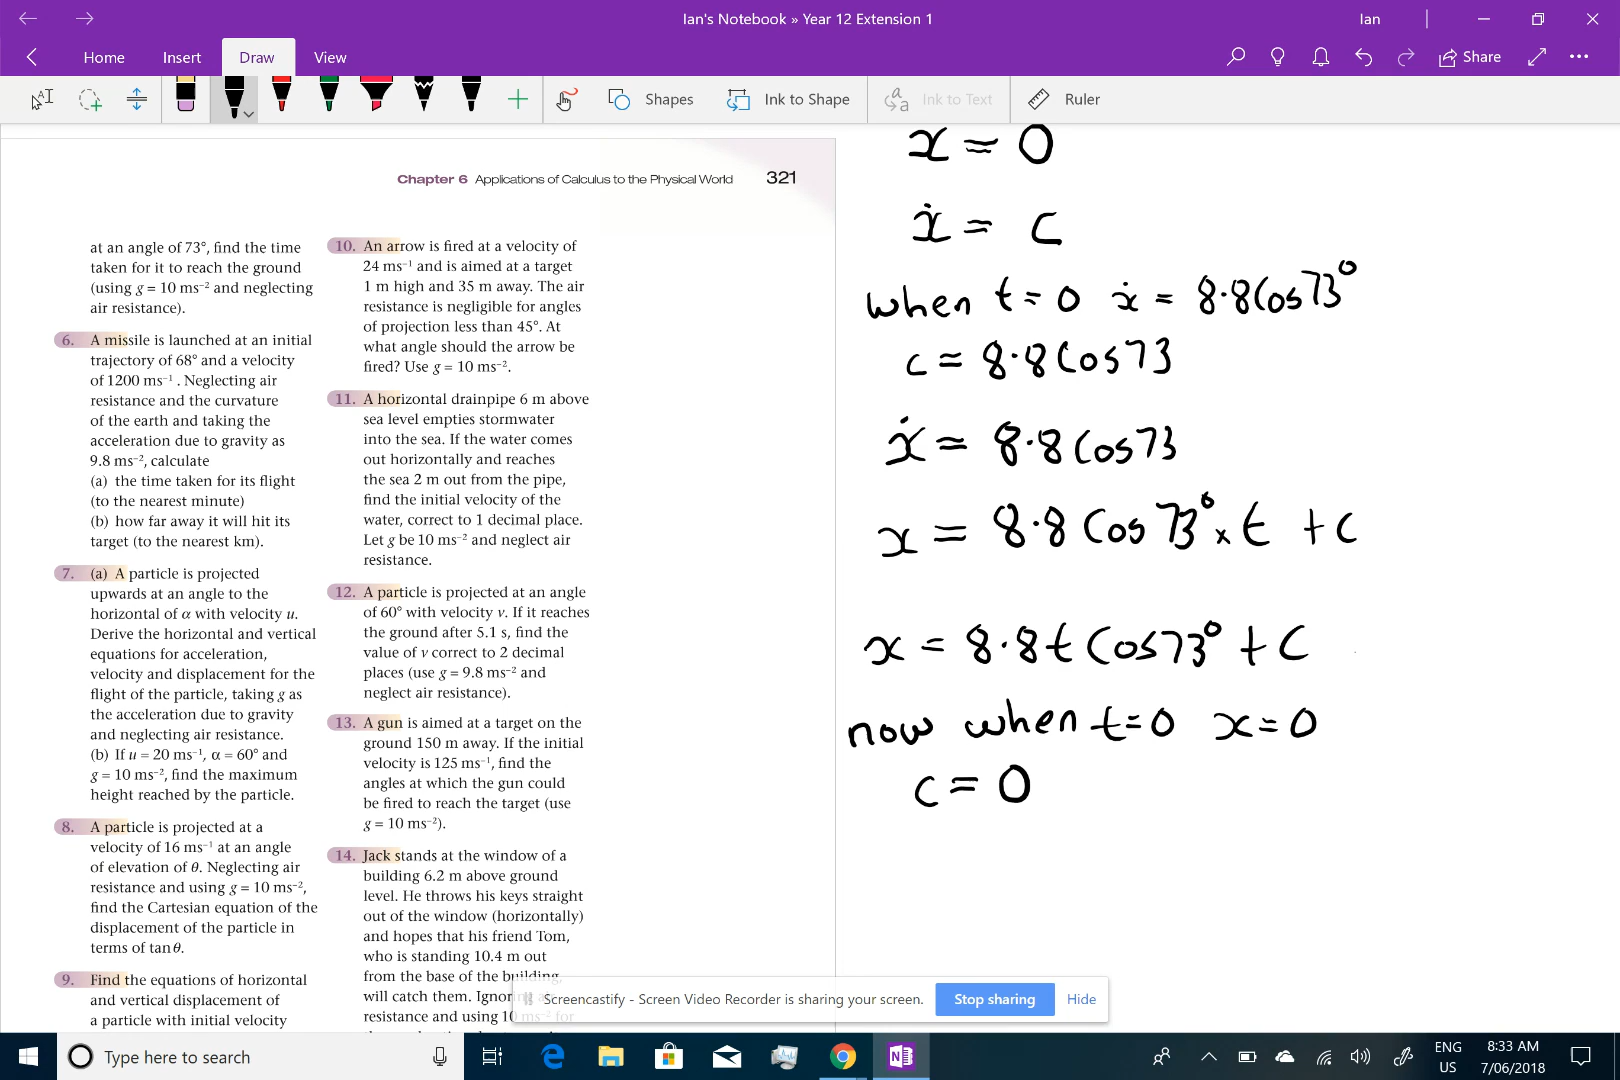 Ian's Notebook » Year 12 Extension 1
Ian
Home Insert Draw View
Share
Shapes Ink to Shape Ink to Text Ruler
Chapter 6 Applications of Calculus to the Physical World 321
at an angle of 73°, find the time
taken for it to reach the ground
(using g = 10 ms⁻² and neglecting
air resistance).
6. A missile is launched at an initial
trajectory of 68° and a velocity
of 1200 ms⁻¹ . Neglecting air
resistance and the curvature
of the earth and taking the
acceleration due to gravity as
9.8 ms⁻², calculate
(a) the time taken for its flight
(to the nearest minute)
(b) how far away it will hit its
target (to the nearest km).
7. (a) A particle is projected
upwards at an angle to the
horizontal of α with velocity u.
Derive the horizontal and vertical
equations for acceleration,
velocity and displacement for the
flight of the particle, taking g as
the acceleration due to gravity
and neglecting air resistance.
(b) If u = 20 ms⁻¹, α = 60° and
g = 10 ms⁻², find the maximum
height reached by the particle.
8. A particle is projected at a
velocity of 16 ms⁻¹ at an angle
of elevation of θ. Neglecting air
resistance and using g = 10 ms⁻²,
find the Cartesian equation of the
displacement of the particle in
terms of tan θ.
9. Find the equations of horizontal
and vertical displacement of
a particle with initial velocity
10. An arrow is fired at a velocity of
24 ms⁻¹ and is aimed at a target
1 m high and 35 m away. The air
resistance is negligible for angles
of projection less than 45°. At
what angle should the arrow be
fired? Use g = 10 ms⁻².
11. A horizontal drainpipe 6 m above
sea level empties stormwater
into the sea. If the water comes
out horizontally and reaches
the sea 2 m out from the pipe,
find the initial velocity of the
water, correct to 1 decimal place.
Let g be 10 ms⁻² and neglect air
resistance.
12. A particle is projected at an angle
of 60° with velocity v. If it reaches
the ground after 5.1 s, find the
value of v correct to 2 decimal
places (use g = 9.8 ms⁻² and
neglect air resistance).
13. A gun is aimed at a target on the
ground 150 m away. If the initial
velocity is 125 ms⁻¹, find the
angles at which the gun could
be fired to reach the target (use
g = 10 ms⁻²).
14. Jack stands at the window of a
building 6.2 m above ground
level. He throws his keys straight
out of the window (horizontally)
and hopes that his friend Tom,
who is standing 10.4 m out
from the base of the building,
will catch them.
resistance and using 10
x = 0
ẋ = c
when t = 0 ẋ = 8.8 Cos 73°
c = 8.8 Cos 73
ẋ = 8.8 Cos 73
x = 8.8 Cos 73° × t + c
x = 8.8 t Cos 73° + C
now when t = 0 x = 0
c = 0
Screencastify - Screen Video Recorder is sharing your screen. Stop sharing Hide
Type here to search
ENG
US
8:33 AM
7/06/2018